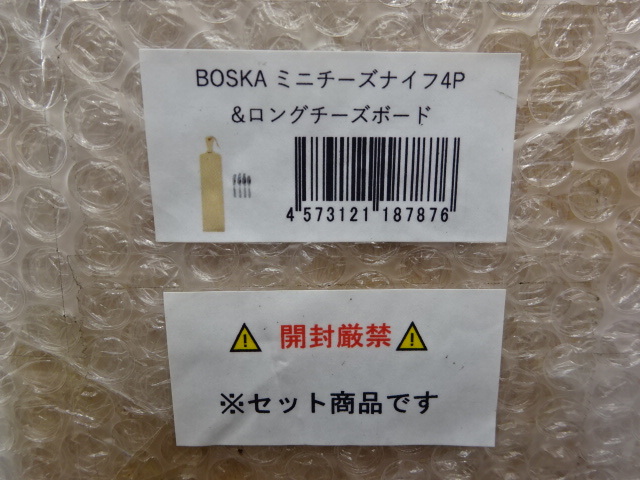 BOSKA ミニチーズナイフ4P
&ロングチーズボード
4 573121 187876
⚠ 開封厳禁 ⚠
※セット商品です